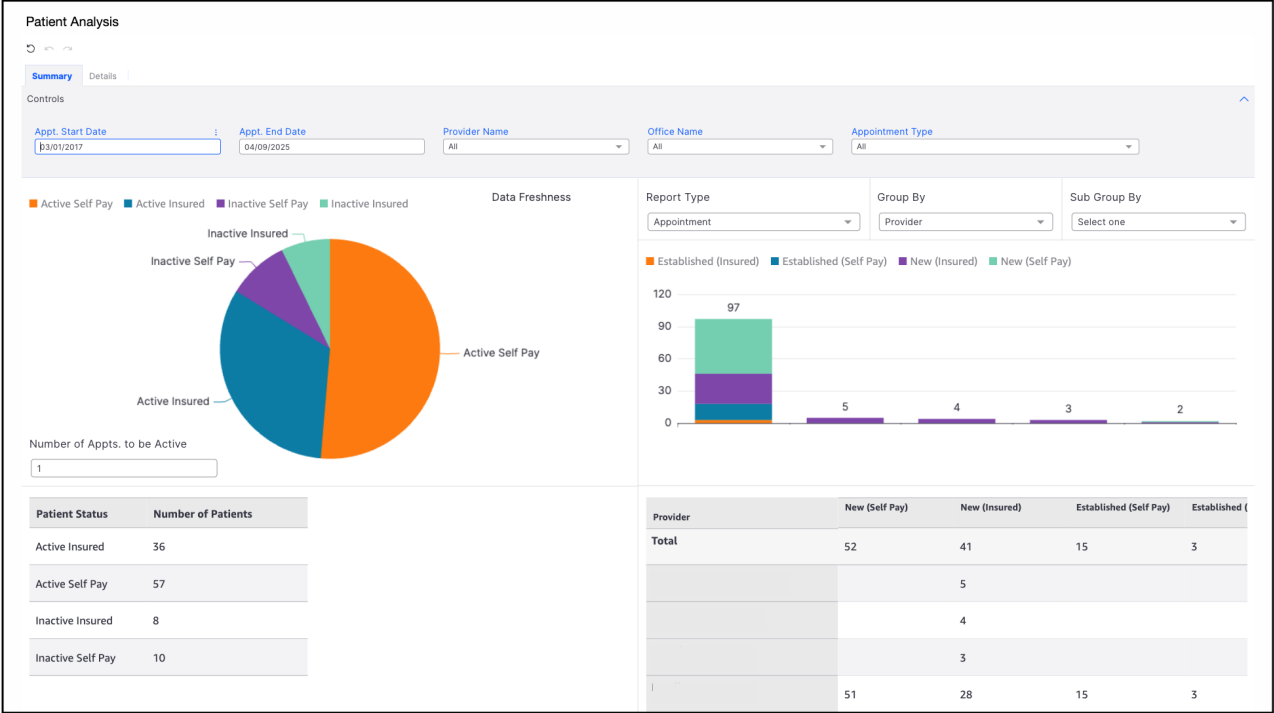 Patient Analysis
Summary Details
Controls
Appt. Start Date
03/01/2017
Appt. End Date
04/09/2025
Provider Name
All
Office Name
All
Appointment Type
All
Active Self Pay Active Insured Inactive Self Pay Inactive Insured
Data Freshness
Inactive Insured
Inactive Self Pay
Active Self Pay
Active Insured
Number of Appts. to be Active
1
Report Type
Appointment
Group By
Provider
Sub Group By
Select one
Established (Insured) Established (Self Pay) New (Insured) New (Self Pay)
120
90
60
30
0
97
5
4
3
2
Patient Status Number of Patients
Active Insured 36
Active Self Pay 57
Inactive Insured 8
Inactive Self Pay 10
Provider New (Self Pay) New (Insured) Established (Self Pay) Established (
Total 52 41 15 3
5
4
3
51 28 15 3